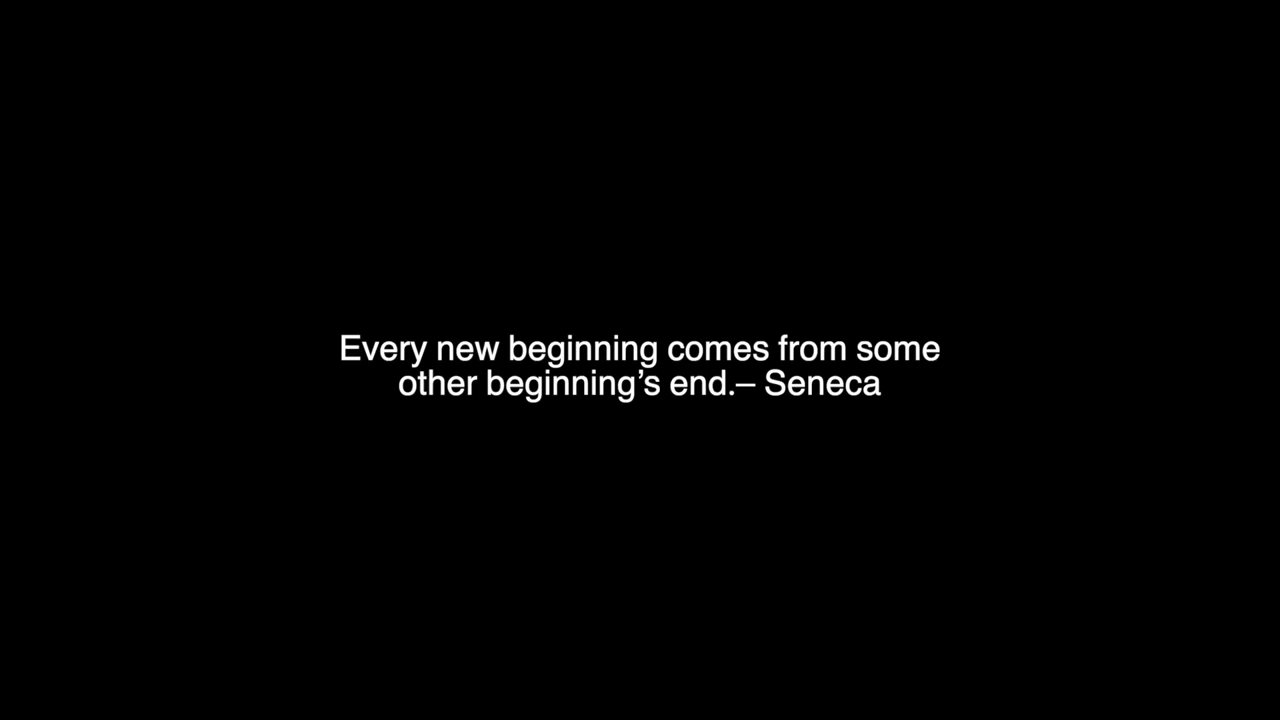 Every new beginning comes from some
other beginning’s end.– Seneca